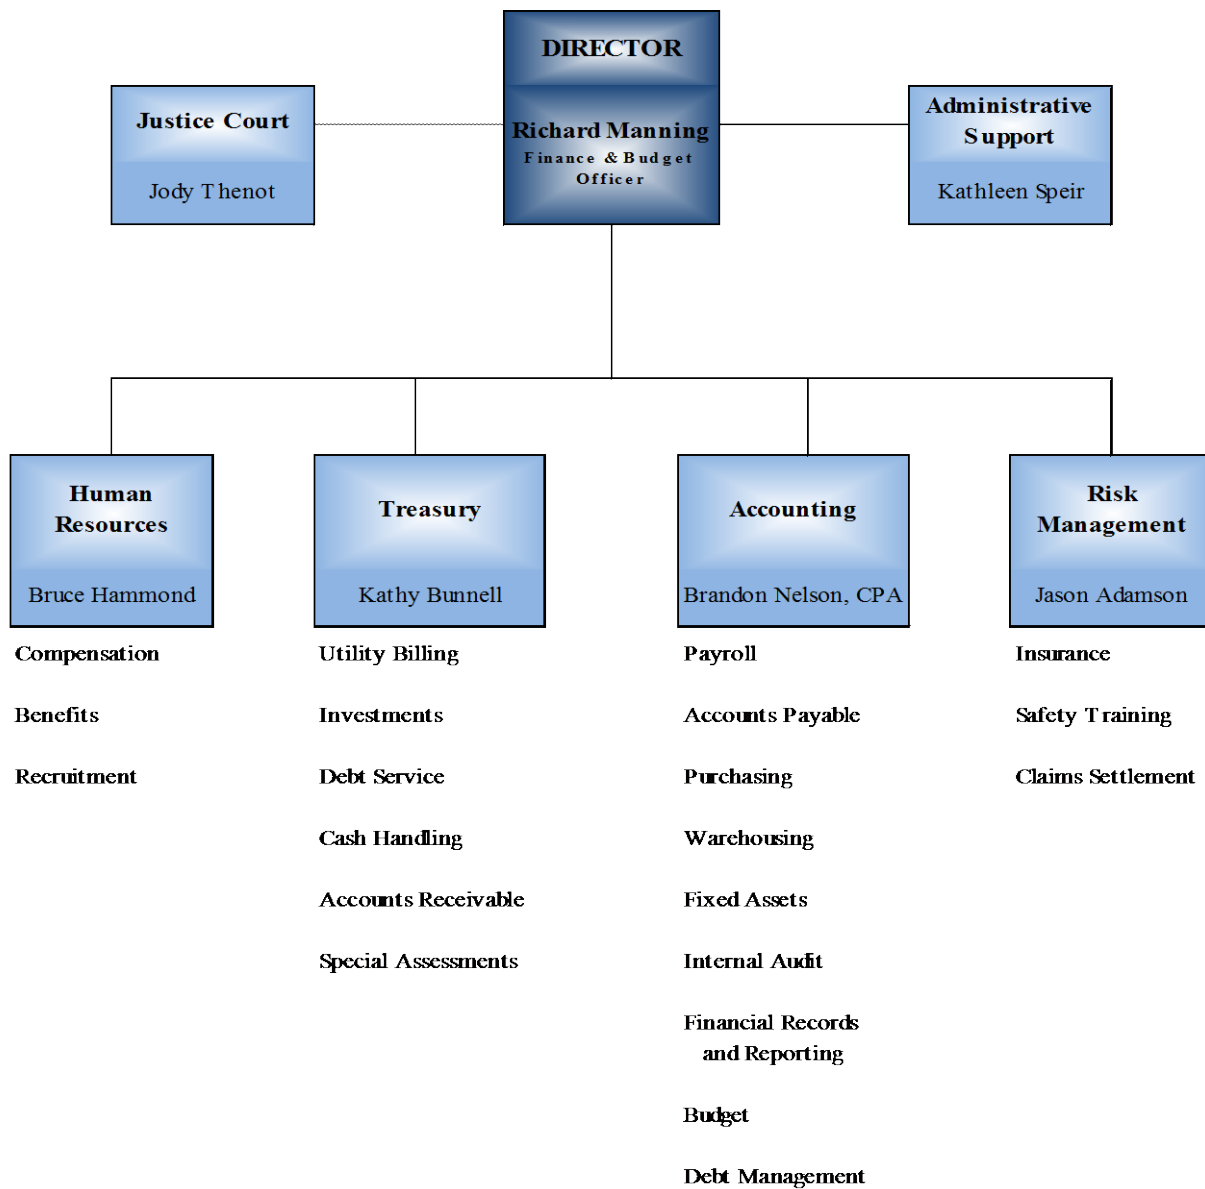 DIRECTOR
Richard Manning
Finance & Budget
Officer
Justice Court
Jody Thenot
Administrative
Support
Kathleen Speir
Human
Resources
Bruce Hammond
Compensation
Benefits
Recruitment
Treasury
Kathy Bunnell
Utility Billing
Investments
Debt Service
Cash Handling
Accounts Receivable
Special Assessments
Accounting
Brandon Nelson, CPA
Payroll
Accounts Payable
Purchasing
Warehousing
Fixed Assets
Internal Audit
Financial Records
and Reporting
Budget
Debt Management
Risk
Management
Jason Adamson
Insurance
Safety Training
Claims Settlement